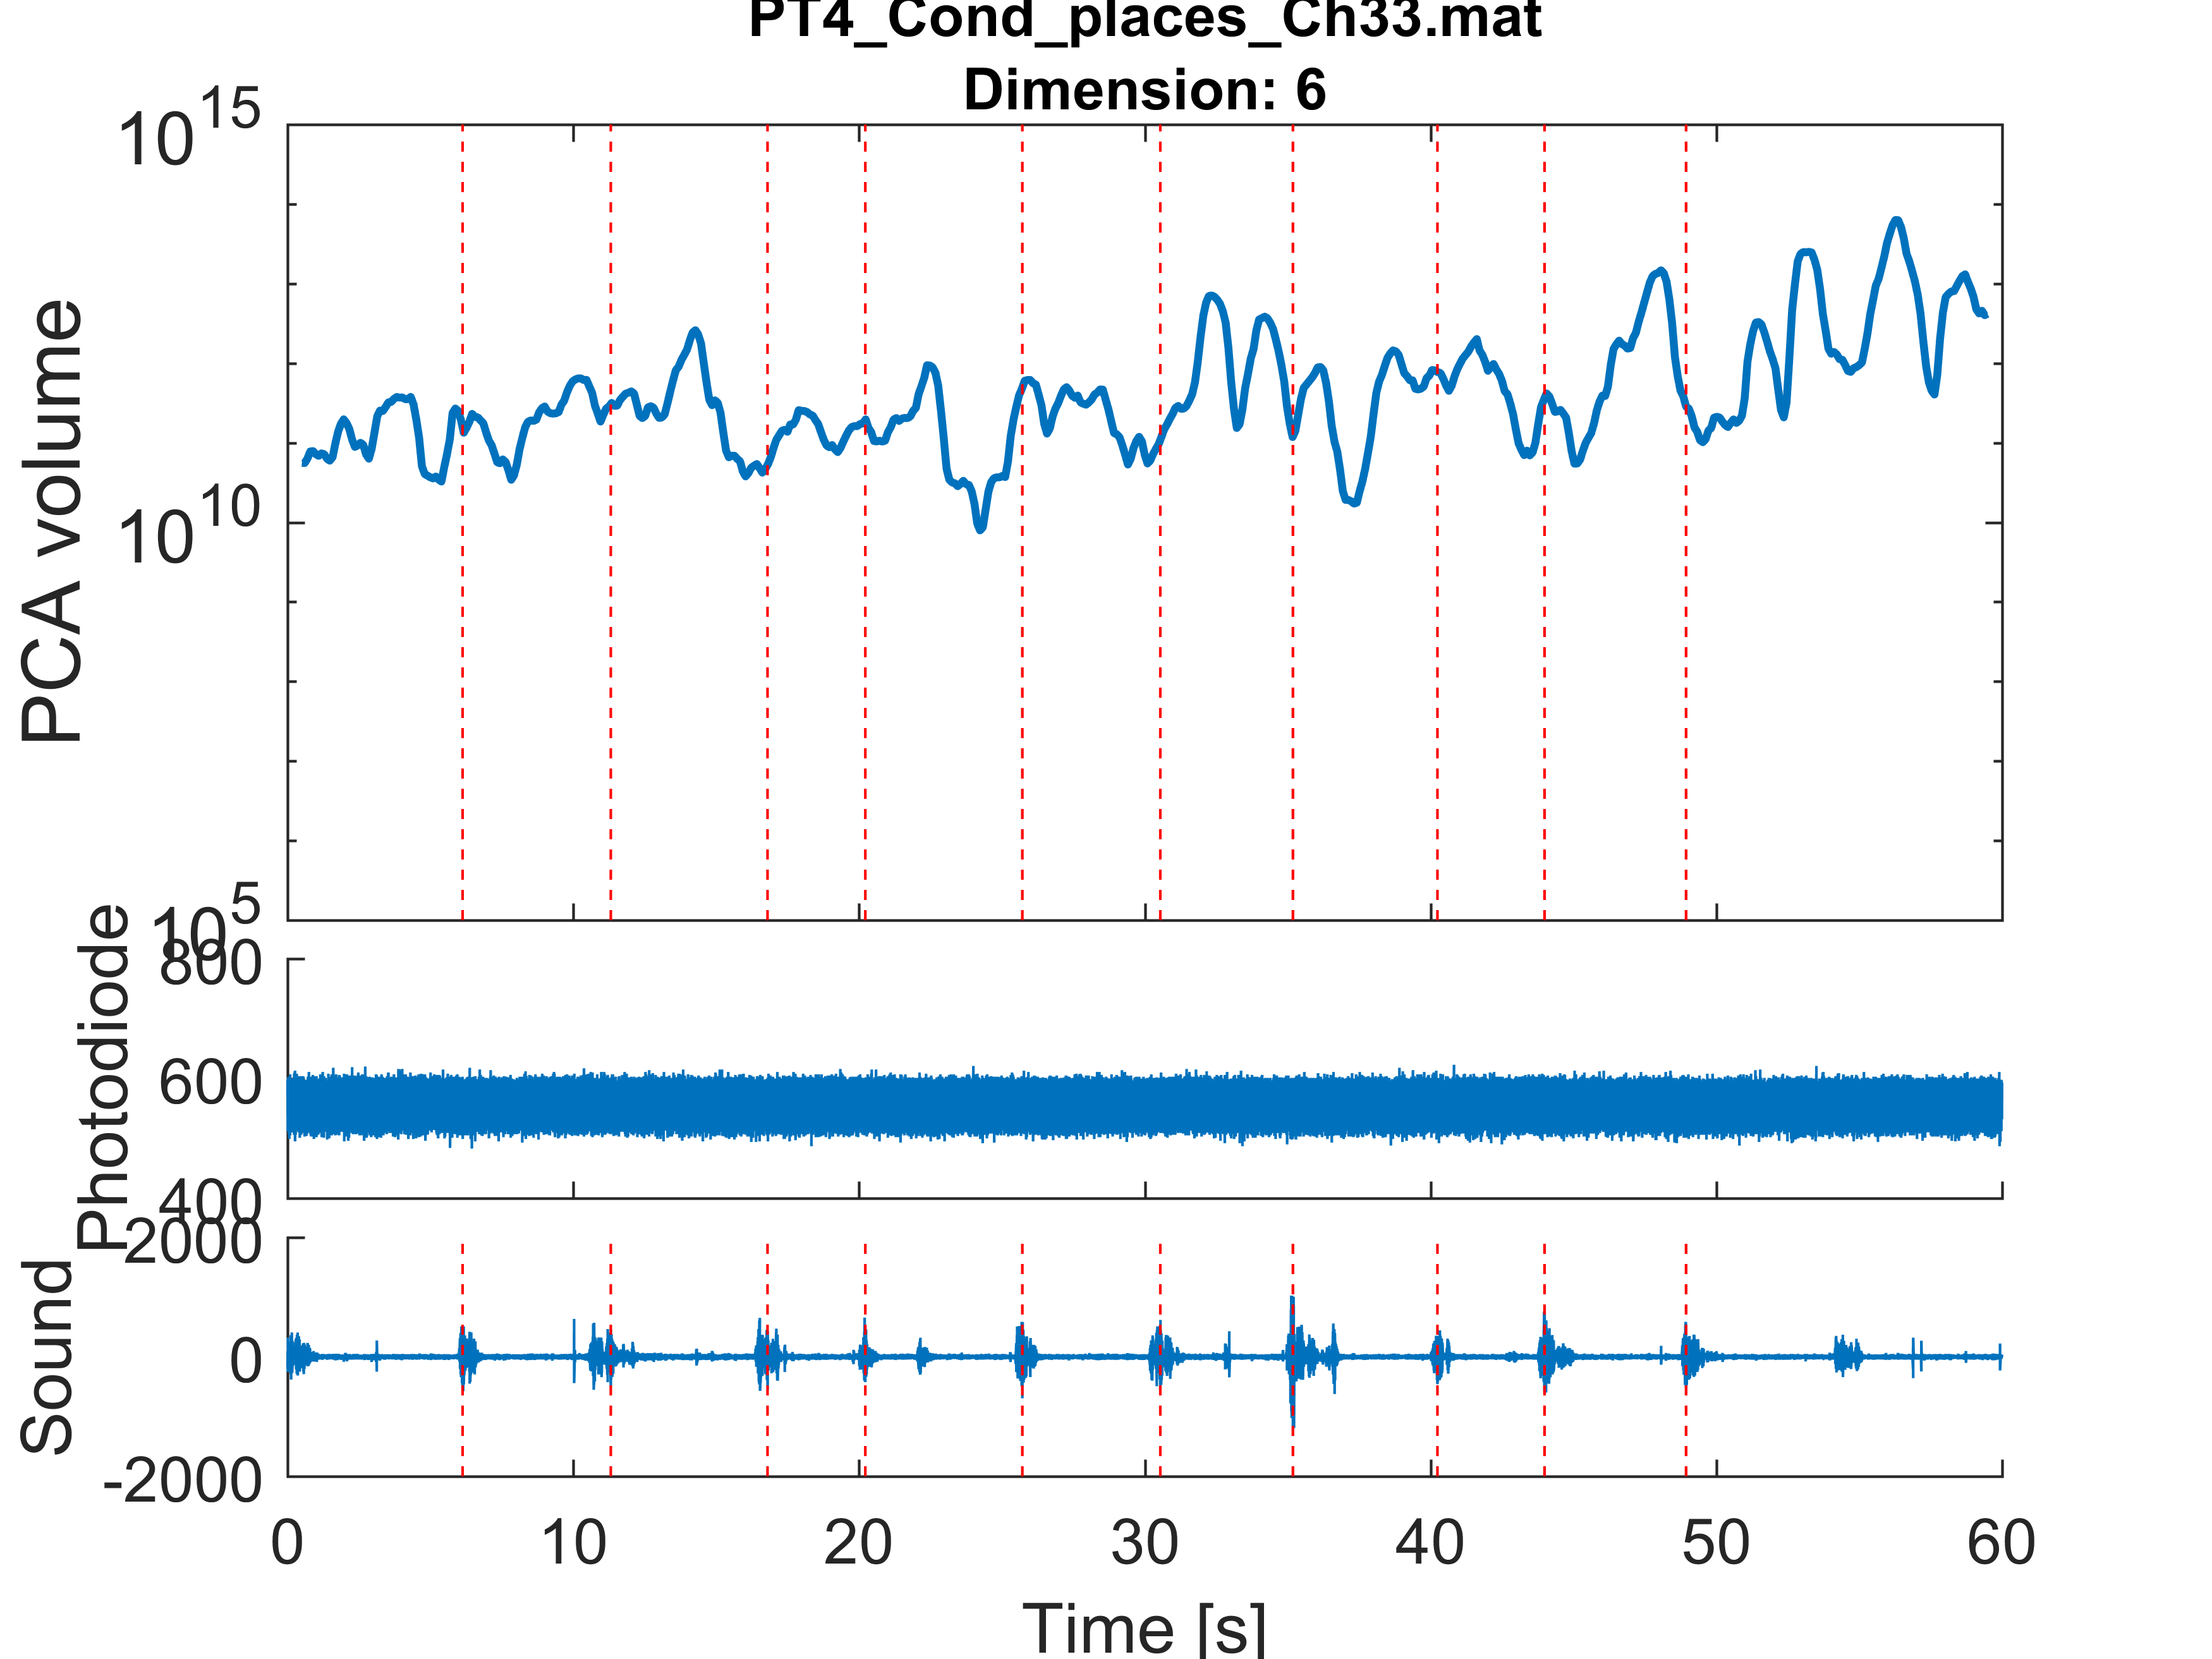 PT4_Cond_places_Ch33.mat
Dimension: 6
10^15
10^10
10^5
PCA volume
800
600
400
Photodiode
2000
0
-2000
Sound
0 10 20 30 40 50 60
Time [s]